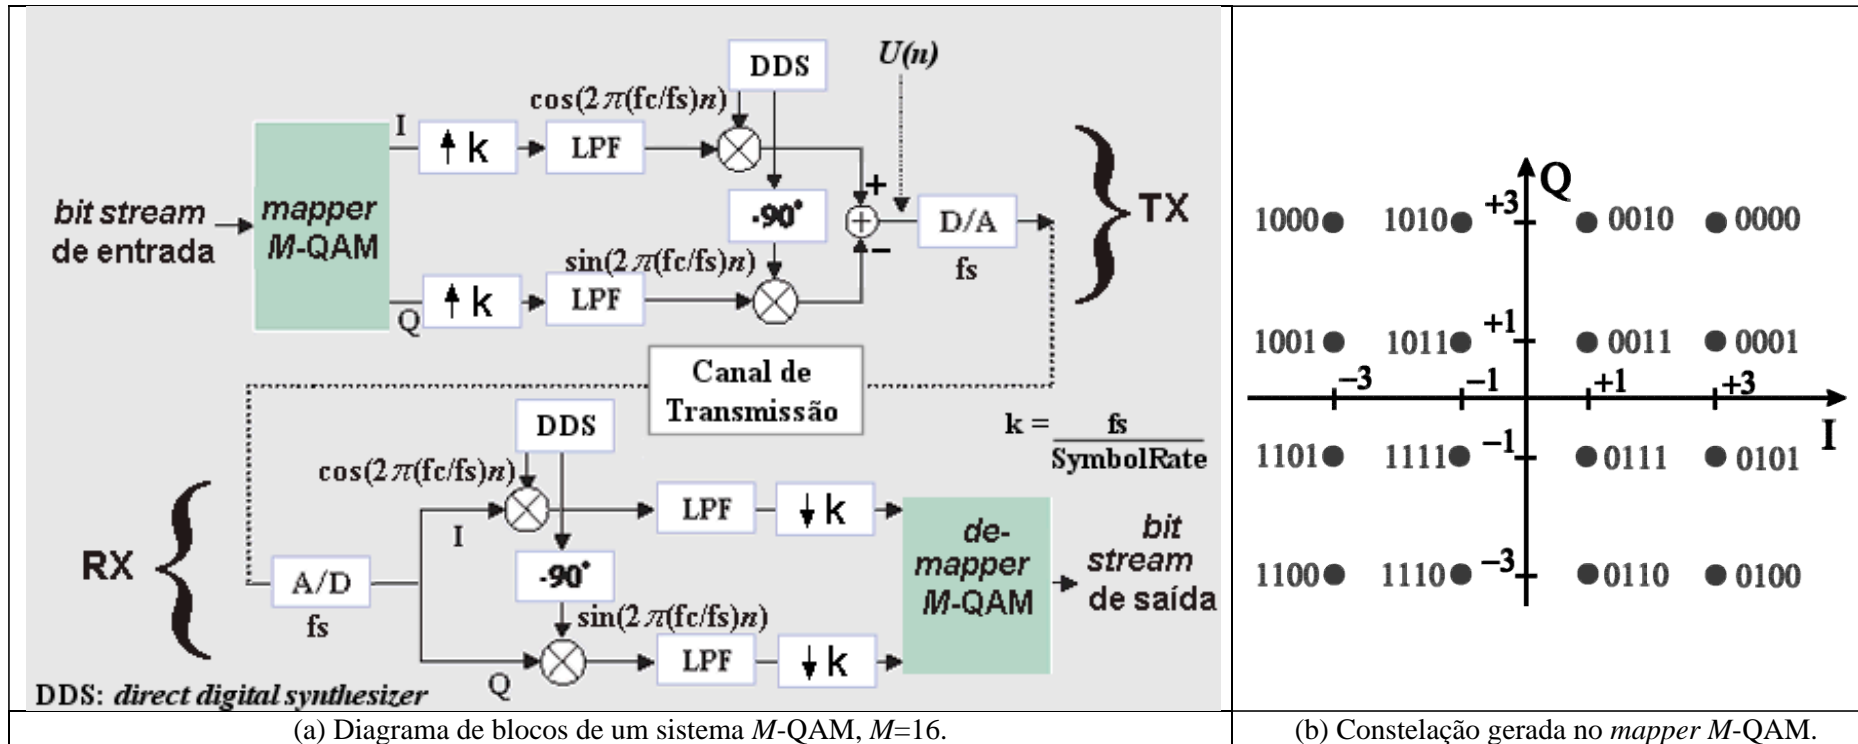 DDS
U(n)
cos(2π(fc/fs)n)
I
↑ k
LPF
bit stream
de entrada
mapper
M-QAM
-90°
+
D/A
fs
TX
sin(2π(fc/fs)n)
−
Q
↑ k
LPF
Canal de
Transmissão
k = fs
SymbolRate
DDS
cos(2π(fc/fs)n)
I
LPF
↓ k
RX
A/D
fs
-90°
de-
mapper
M-QAM
bit
stream
de saída
sin(2π(fc/fs)n)
Q
LPF
↓ k
DDS: direct digital synthesizer
(a) Diagrama de blocos de um sistema M-QAM, M=16.
Q
1000 1010 +3 0010 0000
1001 1011 +1 0011 0001
−3 −1 +1 +3
I
1101 1111 −1 0111 0101
1100 1110 −3 0110 0100
(b) Constelação gerada no mapper M-QAM.